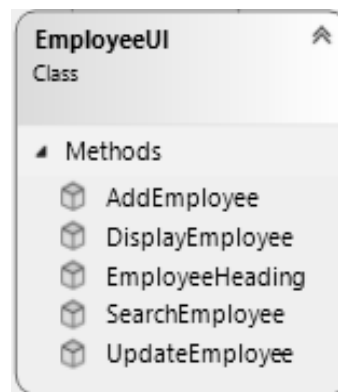 EmployeeUI
Class
Methods
AddEmployee
DisplayEmployee
EmployeeHeading
SearchEmployee
UpdateEmployee